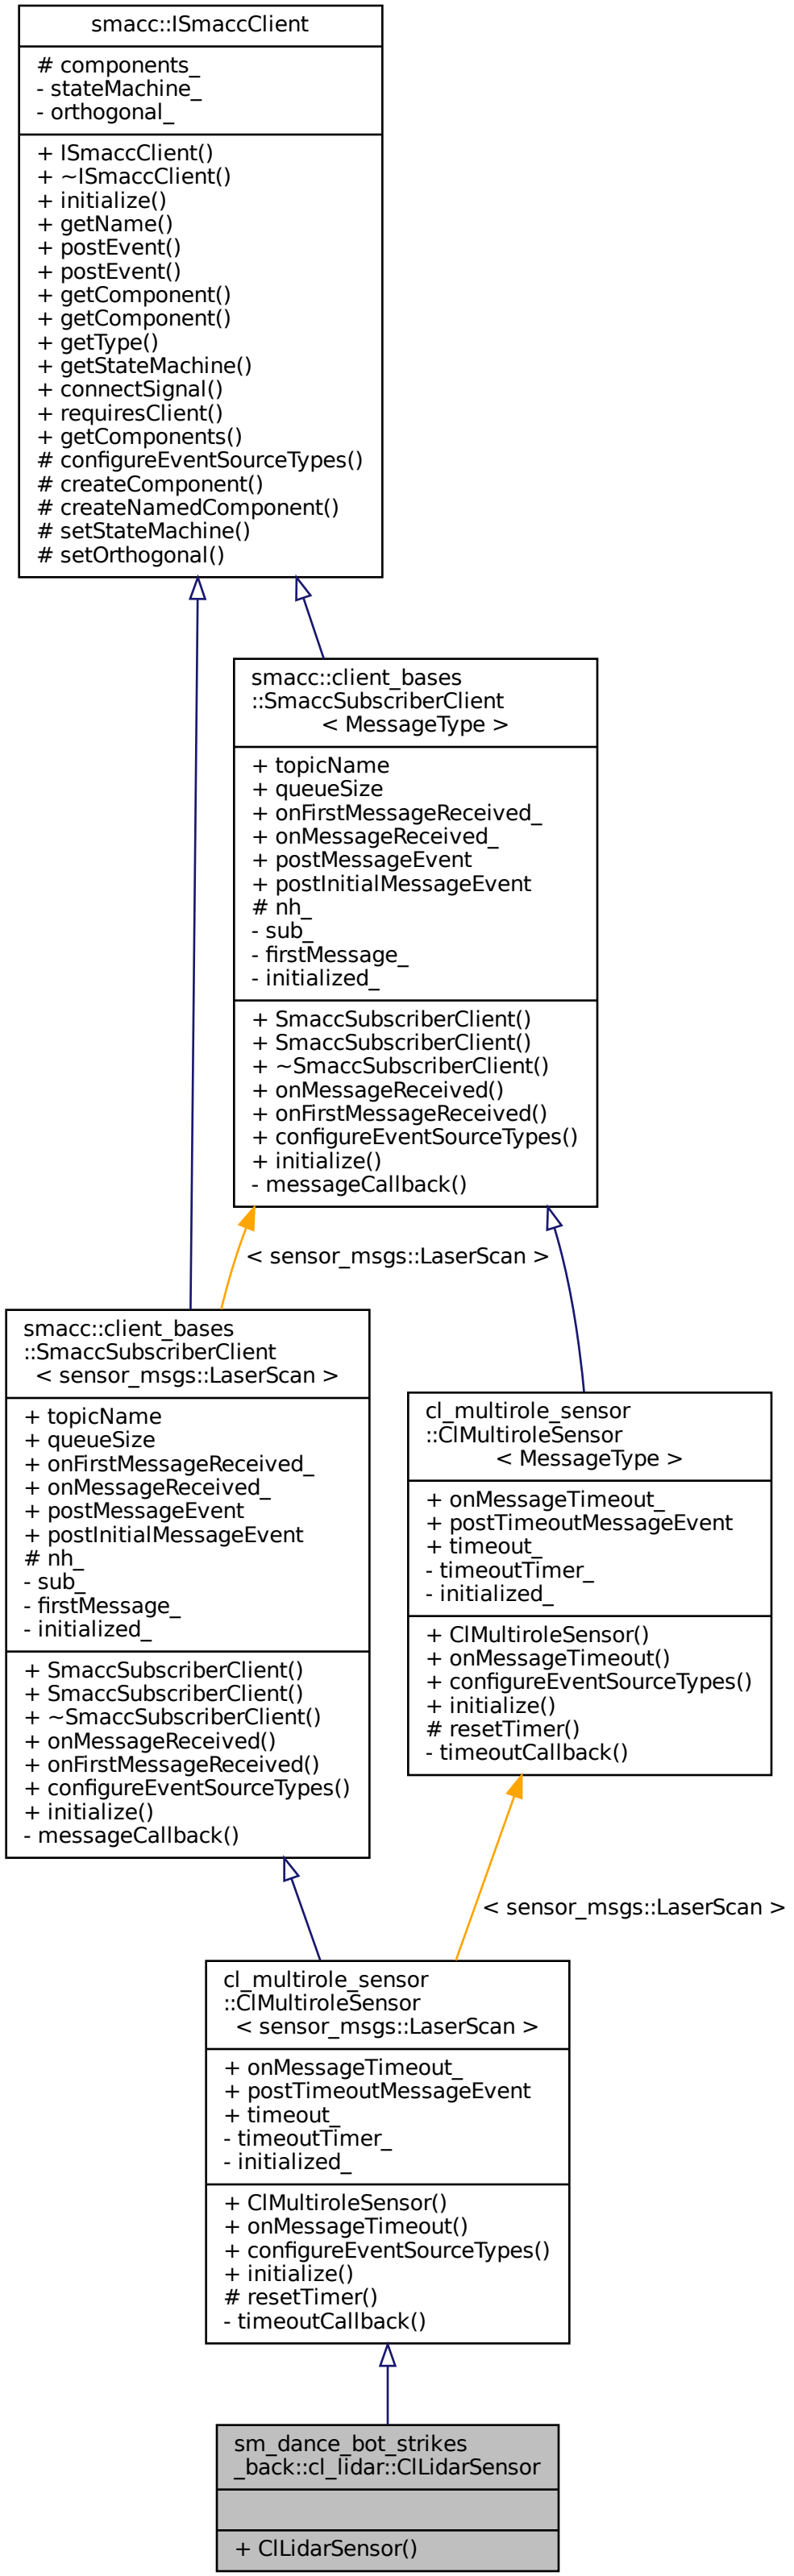 smacc::ISmaccClient
# components_
- stateMachine_
- orthogonal_
+ ISmaccClient()
+ ~ISmaccClient()
+ initialize()
+ getName()
+ postEvent()
+ postEvent()
+ getComponent()
+ getComponent()
+ getType()
+ getStateMachine()
+ connectSignal()
+ requiresClient()
+ getComponents()
# configureEventSourceTypes()
# createComponent()
# createNamedComponent()
# setStateMachine()
# setOrthogonal()
smacc::client_bases
::SmaccSubscriberClient
< MessageType >
+ topicName
+ queueSize
+ onFirstMessageReceived_
+ onMessageReceived_
+ postMessageEvent
+ postInitialMessageEvent
# nh_
- sub_
- firstMessage_
- initialized_
+ SmaccSubscriberClient()
+ SmaccSubscriberClient()
+ ~SmaccSubscriberClient()
+ onMessageReceived()
+ onFirstMessageReceived()
+ configureEventSourceTypes()
+ initialize()
- messageCallback()
< sensor_msgs::LaserScan >
smacc::client_bases
::SmaccSubscriberClient
< sensor_msgs::LaserScan >
+ topicName
+ queueSize
+ onFirstMessageReceived_
+ onMessageReceived_
+ postMessageEvent
+ postInitialMessageEvent
# nh_
- sub_
- firstMessage_
- initialized_
+ SmaccSubscriberClient()
+ SmaccSubscriberClient()
+ ~SmaccSubscriberClient()
+ onMessageReceived()
+ onFirstMessageReceived()
+ configureEventSourceTypes()
+ initialize()
- messageCallback()
cl_multirole_sensor
::ClMultiroleSensor
< MessageType >
+ onMessageTimeout_
+ postTimeoutMessageEvent
+ timeout_
- timeoutTimer_
- initialized_
+ ClMultiroleSensor()
+ onMessageTimeout()
+ configureEventSourceTypes()
+ initialize()
# resetTimer()
- timeoutCallback()
< sensor_msgs::LaserScan >
cl_multirole_sensor
::ClMultiroleSensor
< sensor_msgs::LaserScan >
+ onMessageTimeout_
+ postTimeoutMessageEvent
+ timeout_
- timeoutTimer_
- initialized_
+ ClMultiroleSensor()
+ onMessageTimeout()
+ configureEventSourceTypes()
+ initialize()
# resetTimer()
- timeoutCallback()
sm_dance_bot_strikes
_back::cl_lidar::ClLidarSensor
+ ClLidarSensor()